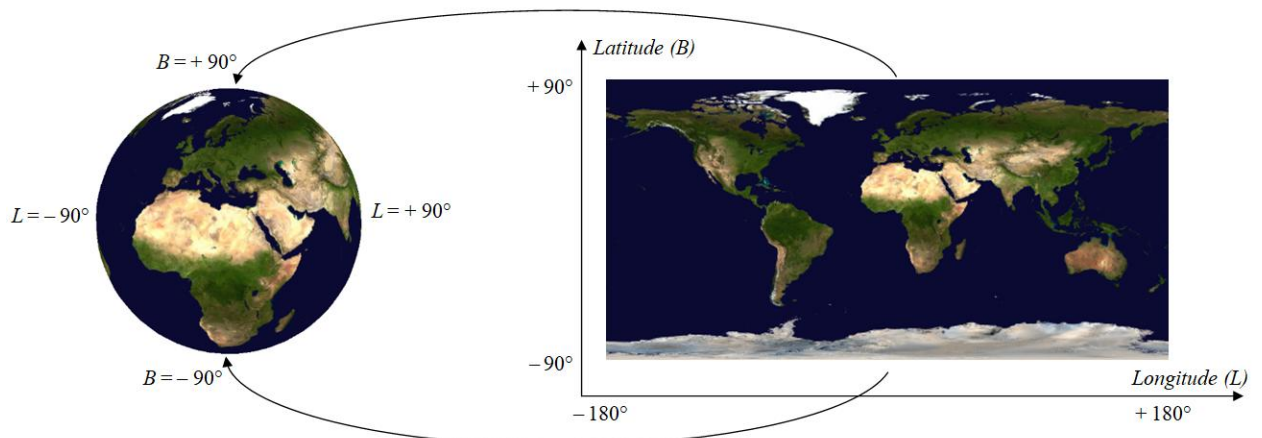 B = + 90°
L = − 90°
L = + 90°
B = − 90°
Latitude (B)
+ 90°
− 90°
Longitude (L)
− 180°
+ 180°